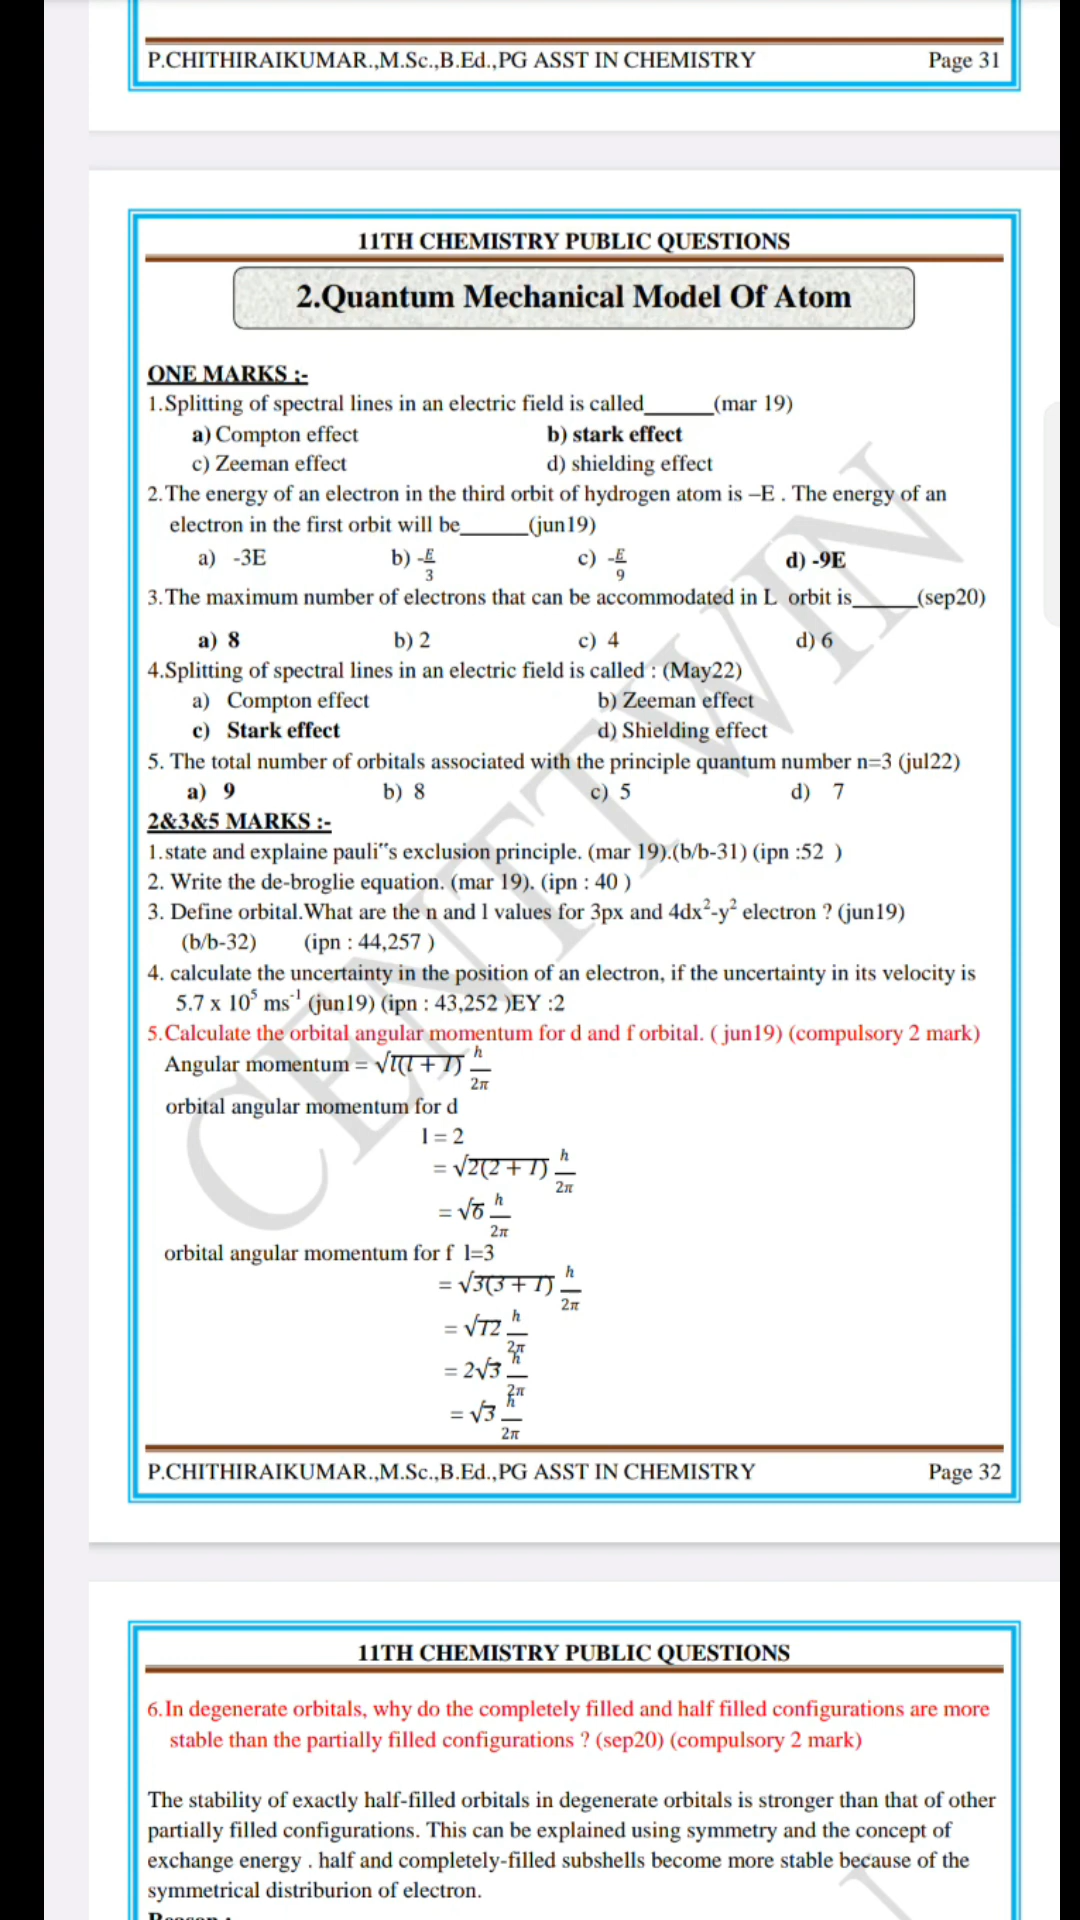 P.CHITHIRAIKUMAR.,M.Sc.,B.Ed.,PG ASST IN CHEMISTRY Page 31
11TH CHEMISTRY PUBLIC QUESTIONS
2.Quantum Mechanical Model Of Atom
ONE MARKS :-
1.Splitting of spectral lines in an electric field is called______(mar 19)
a) Compton effect b) stark effect
c) Zeeman effect d) shielding effect
2.The energy of an electron in the third orbit of hydrogen atom is –E . The energy of an
electron in the first orbit will be______(jun19)
a) -3E b) -E/3 c) -E/9 d) -9E
3.The maximum number of electrons that can be accommodated in L orbit is______(sep20)
a) 8 b) 2 c) 4 d) 6
4.Splitting of spectral lines in an electric field is called : (May22)
a) Compton effect b) Zeeman effect
c) Stark effect d) Shielding effect
5. The total number of orbitals associated with the principle quantum number n=3 (jul22)
a) 9 b) 8 c) 5 d) 7
2&3&5 MARKS :-
1.state and explaine pauli‟‟s exclusion principle. (mar 19).(b/b-31) (ipn :52 )
2. Write the de-broglie equation. (mar 19). (ipn : 40 )
3. Define orbital.What are the n and l values for 3px and 4dx²-y² electron ? (jun19)
(b/b-32) (ipn : 44,257 )
4. calculate the uncertainty in the position of an electron, if the uncertainty in its velocity is
5.7 x 10⁵ ms⁻¹ (jun19) (ipn : 43,252 )EY :2
5.Calculate the orbital angular momentum for d and f orbital. ( jun19) (compulsory 2 mark)
Angular momentum = √l(l + 1) h/2π
orbital angular momentum for d
l = 2
= √2(2 + 1) h/2π
= √6 h/2π
orbital angular momentum for f l=3
= √3(3 + 1) h/2π
= √12 h/2π
= 2√3 h/2π
= √3 h/2π
CENTTWIN
P.CHITHIRAIKUMAR.,M.Sc.,B.Ed.,PG ASST IN CHEMISTRY Page 32
11TH CHEMISTRY PUBLIC QUESTIONS
6.In degenerate orbitals, why do the completely filled and half filled configurations are more
stable than the partially filled configurations ? (sep20) (compulsory 2 mark)
The stability of exactly half-filled orbitals in degenerate orbitals is stronger than that of other
partially filled configurations. This can be explained using symmetry and the concept of
exchange energy . half and completely-filled subshells become more stable because of the
symmetrical distriburion of electron.
Reason :